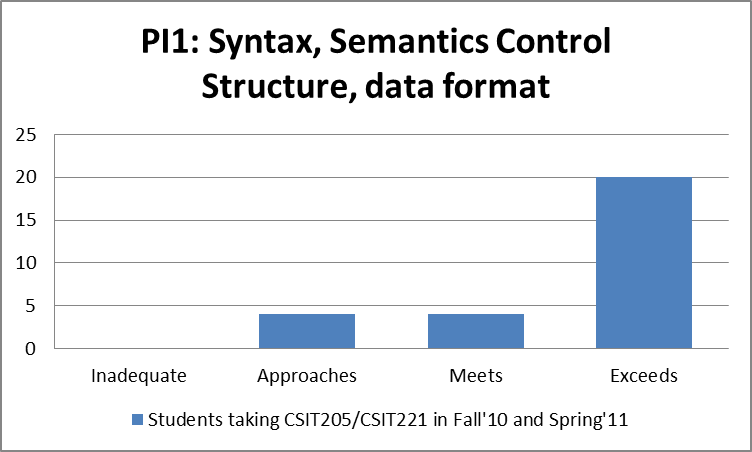 PI1: Syntax, Semantics Control
Structure, data format
25
20
15
10
5
0
Inadequate
Approaches
Meets
Exceeds
Students taking CSIT205/CSIT221 in Fall'10 and Spring'11